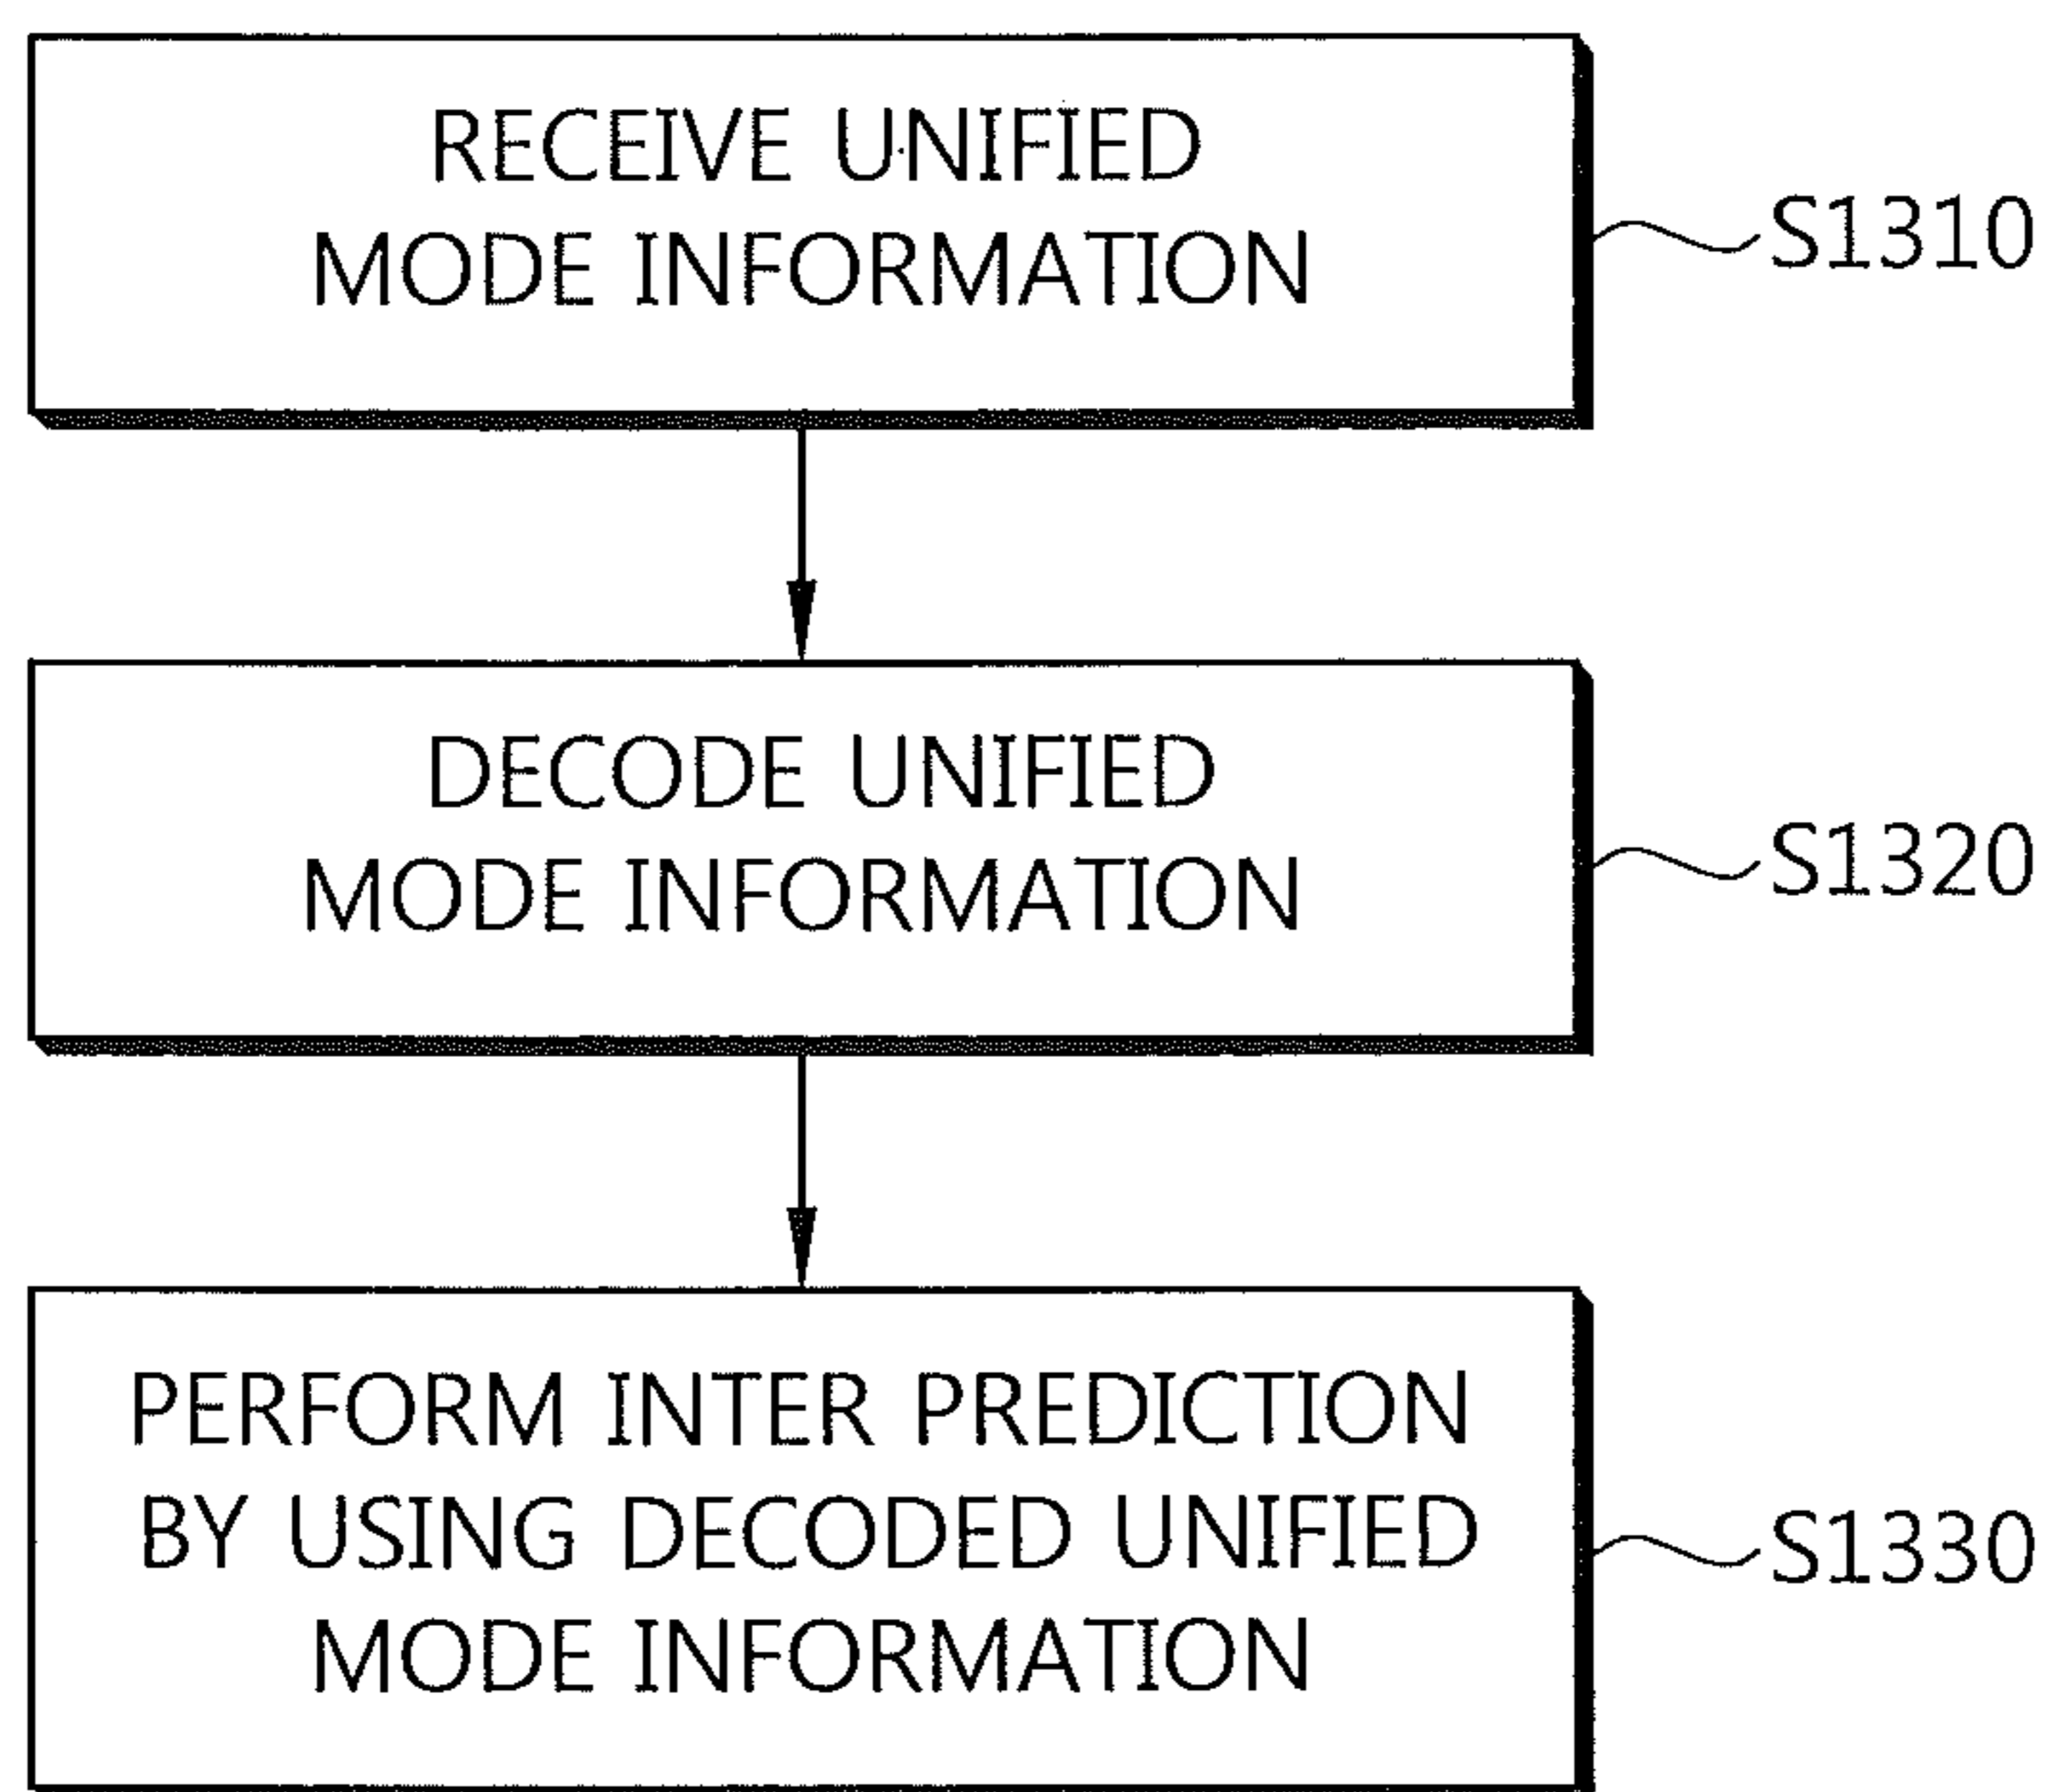 RECEIVE UNIFIED
MODE INFORMATION
S1310
DECODE UNIFIED
MODE INFORMATION
S1320
PERFORM INTER PREDICTION
BY USING DECODED UNIFIED
MODE INFORMATION
S1330